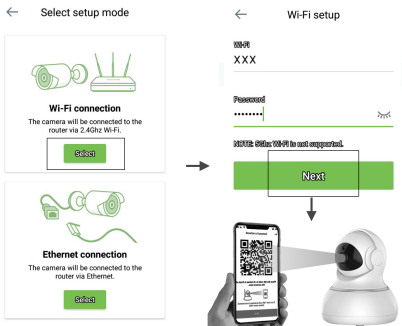 Select setup mode
Wi-Fi connection
The camera will be connected to the
router via 2.4Ghz Wi-Fi.
Select
Ethernet connection
The camera will be connected to the
router via Ethernet.
Select
Wi-Fi setup
Wi-Fi
XXX
Password
••••••••
NOTE: 5Ghz Wi-Fi is not supported.
Next